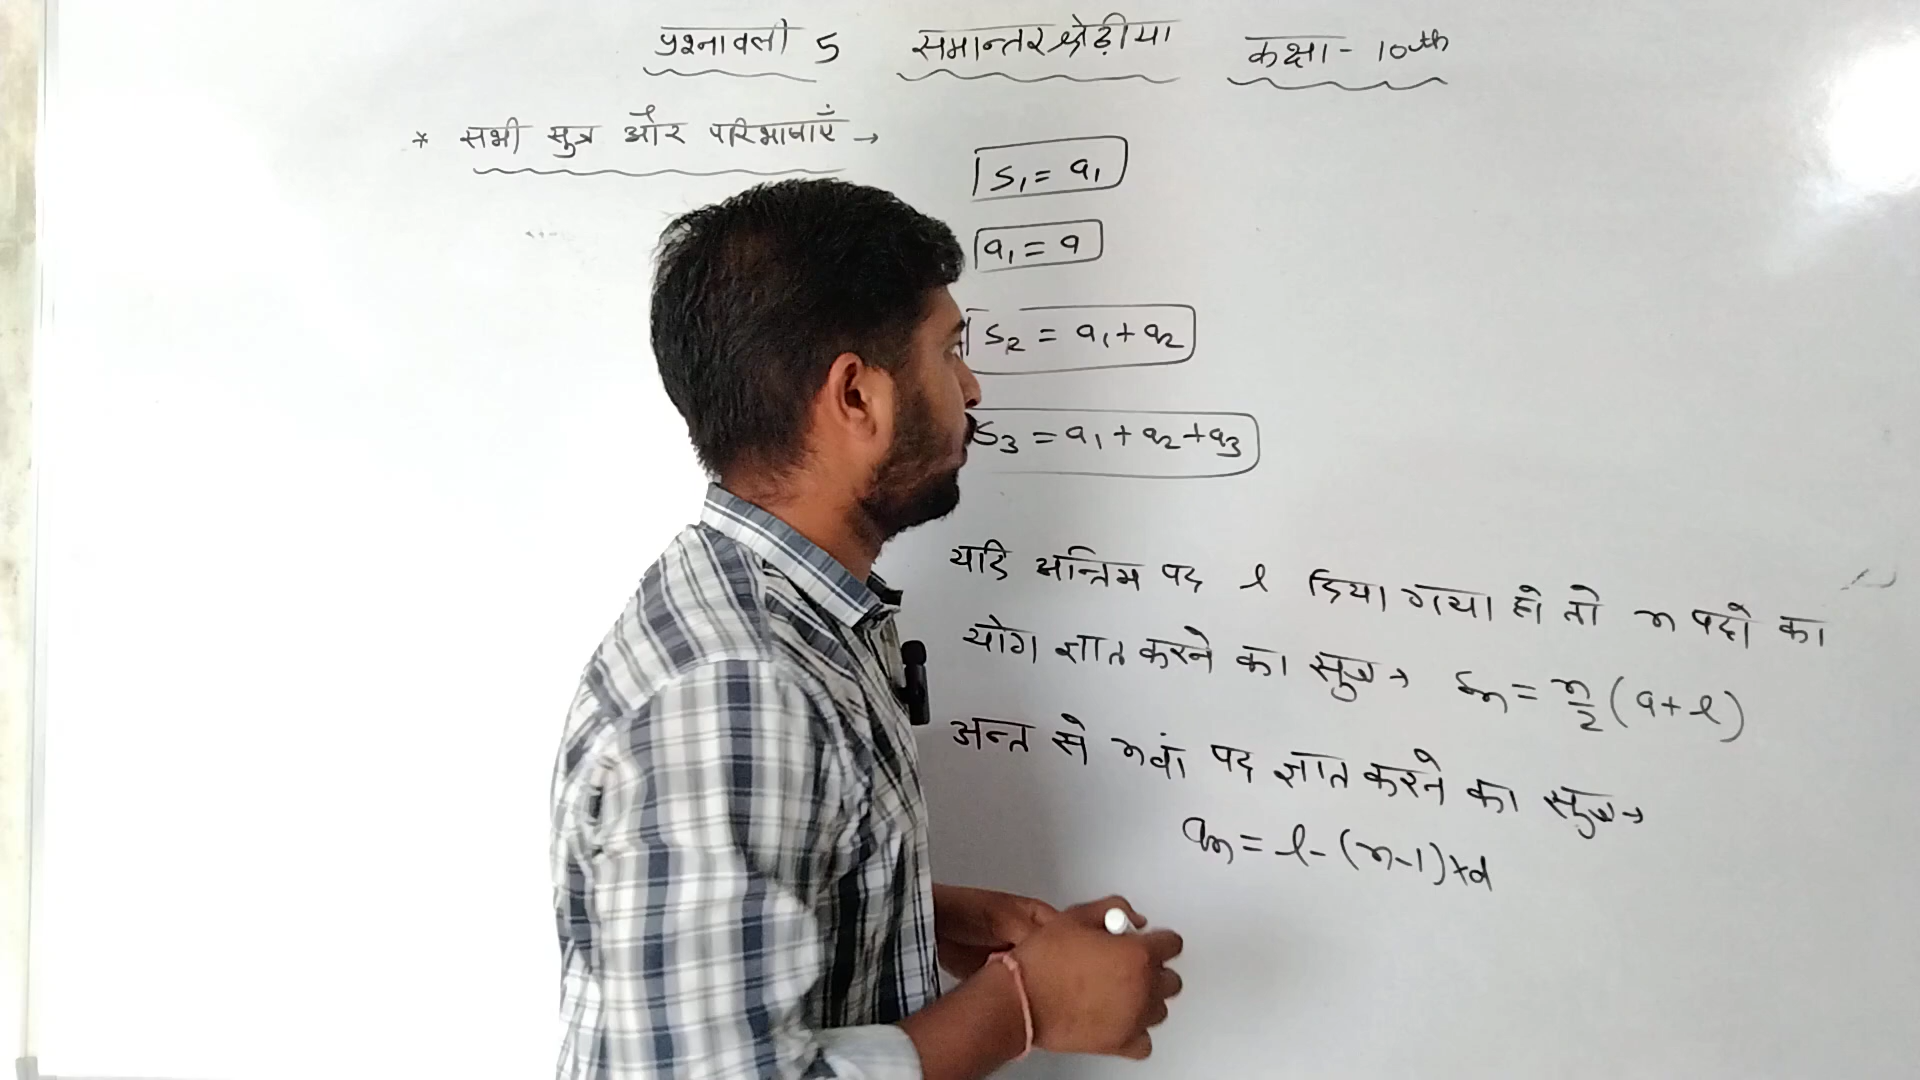 प्रश्नावली 5 समान्तर श्रेढ़ीया कक्षा - 10th
* सभी सुत्र और परिभाषाएँ →
S₁ = a₁
a₁ = a
S₂ = a₁ + a₂
S₃ = a₁ + a₂ + a₃
यदि अन्तिम पद l दिया गया हो तो n पदो का
योग ज्ञात करने का सुत्र → Sₙ = n/2 (a + l)
अन्त से nवां पद ज्ञात करने का सुत्र →
aₙ = l - (n-1)×d